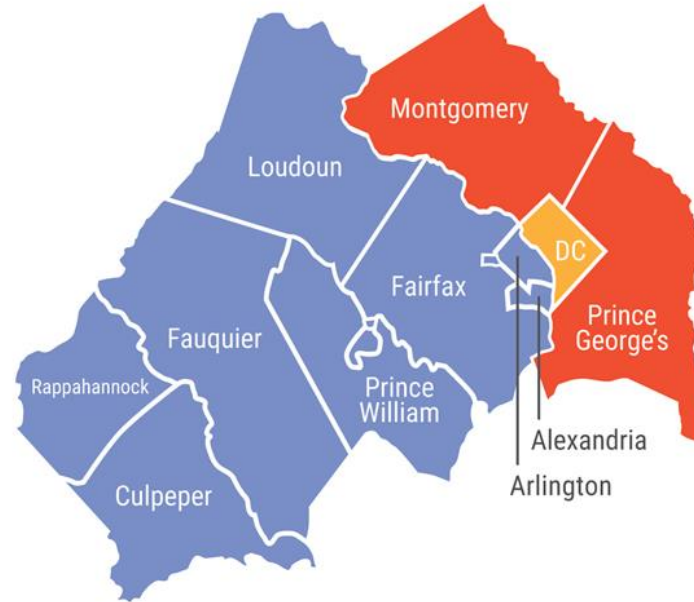 Montgomery
Loudoun
DC
Fairfax
Prince
George's
Fauquier
Rappahannock
Prince
William
Alexandria
Arlington
Culpeper